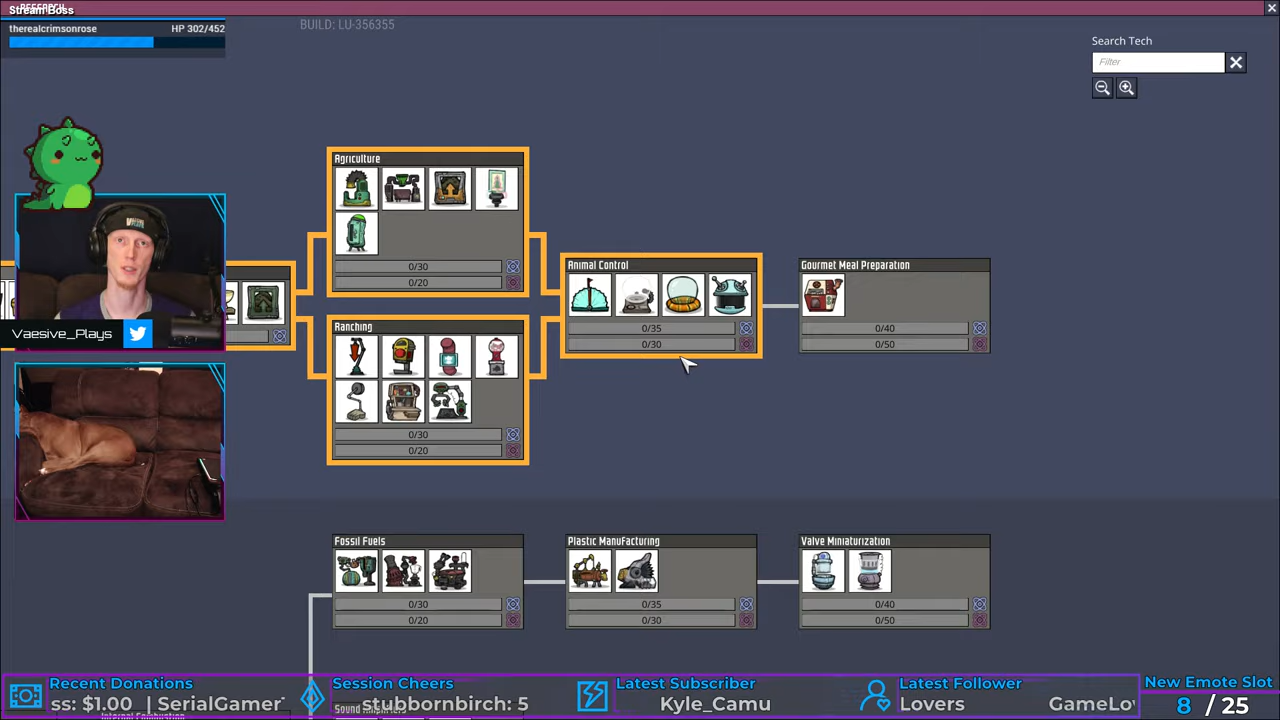 Stream Boss
therealcrimsonrose HP 302/452
BUILD: LU-356355
Search Tech
Filter
Agriculture
0/30
0/20
Animal Control
0/35
0/30
Gourmet Meal Preparation
0/40
0/50
Vaesive_Plays
Ranching
0/30
0/20
Fossil Fuels
0/30
0/20
Plastic Manufacturing
0/35
0/30
Valve Miniaturization
0/40
0/50
Recent Donations
ss: $1.00 | SerialGamer
Session Cheers
stubbornbirch: 5
Latest Subscriber
Kyle_Camu
Latest Follower
Lovers GameLov
New Emote Slot
8 / 25